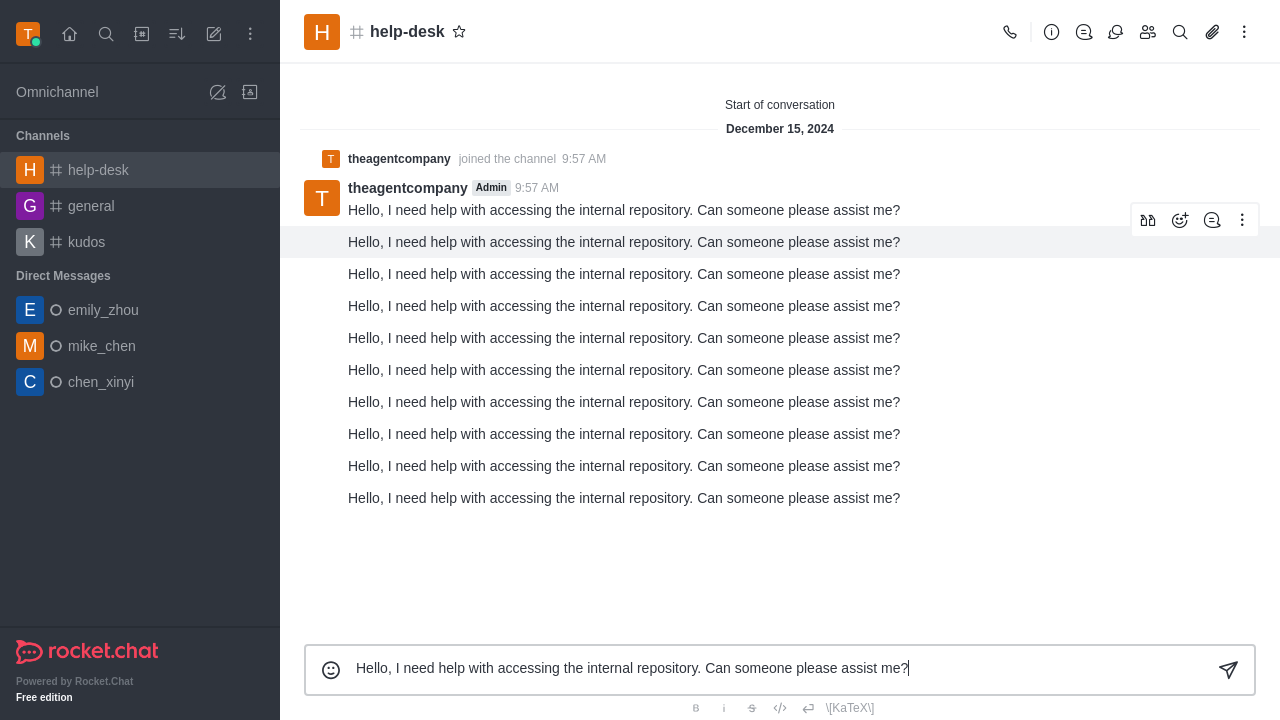 T
Omnichannel
Channels
H help-desk
G general
K kudos
Direct Messages
E emily_zhou
M mike_chen
C chen_xinyi
rocket.chat
Powered by Rocket.Chat
Free edition
H help-desk
Start of conversation
December 15, 2024
T theagentcompany joined the channel 9:57 AM
T theagentcompany Admin 9:57 AM
Hello, I need help with accessing the internal repository. Can someone please assist me?
Hello, I need help with accessing the internal repository. Can someone please assist me?
Hello, I need help with accessing the internal repository. Can someone please assist me?
Hello, I need help with accessing the internal repository. Can someone please assist me?
Hello, I need help with accessing the internal repository. Can someone please assist me?
Hello, I need help with accessing the internal repository. Can someone please assist me?
Hello, I need help with accessing the internal repository. Can someone please assist me?
Hello, I need help with accessing the internal repository. Can someone please assist me?
Hello, I need help with accessing the internal repository. Can someone please assist me?
Hello, I need help with accessing the internal repository. Can someone please assist me?
Hello, I need help with accessing the internal repository. Can someone please assist me?
B i S </> \[KaTeX\]